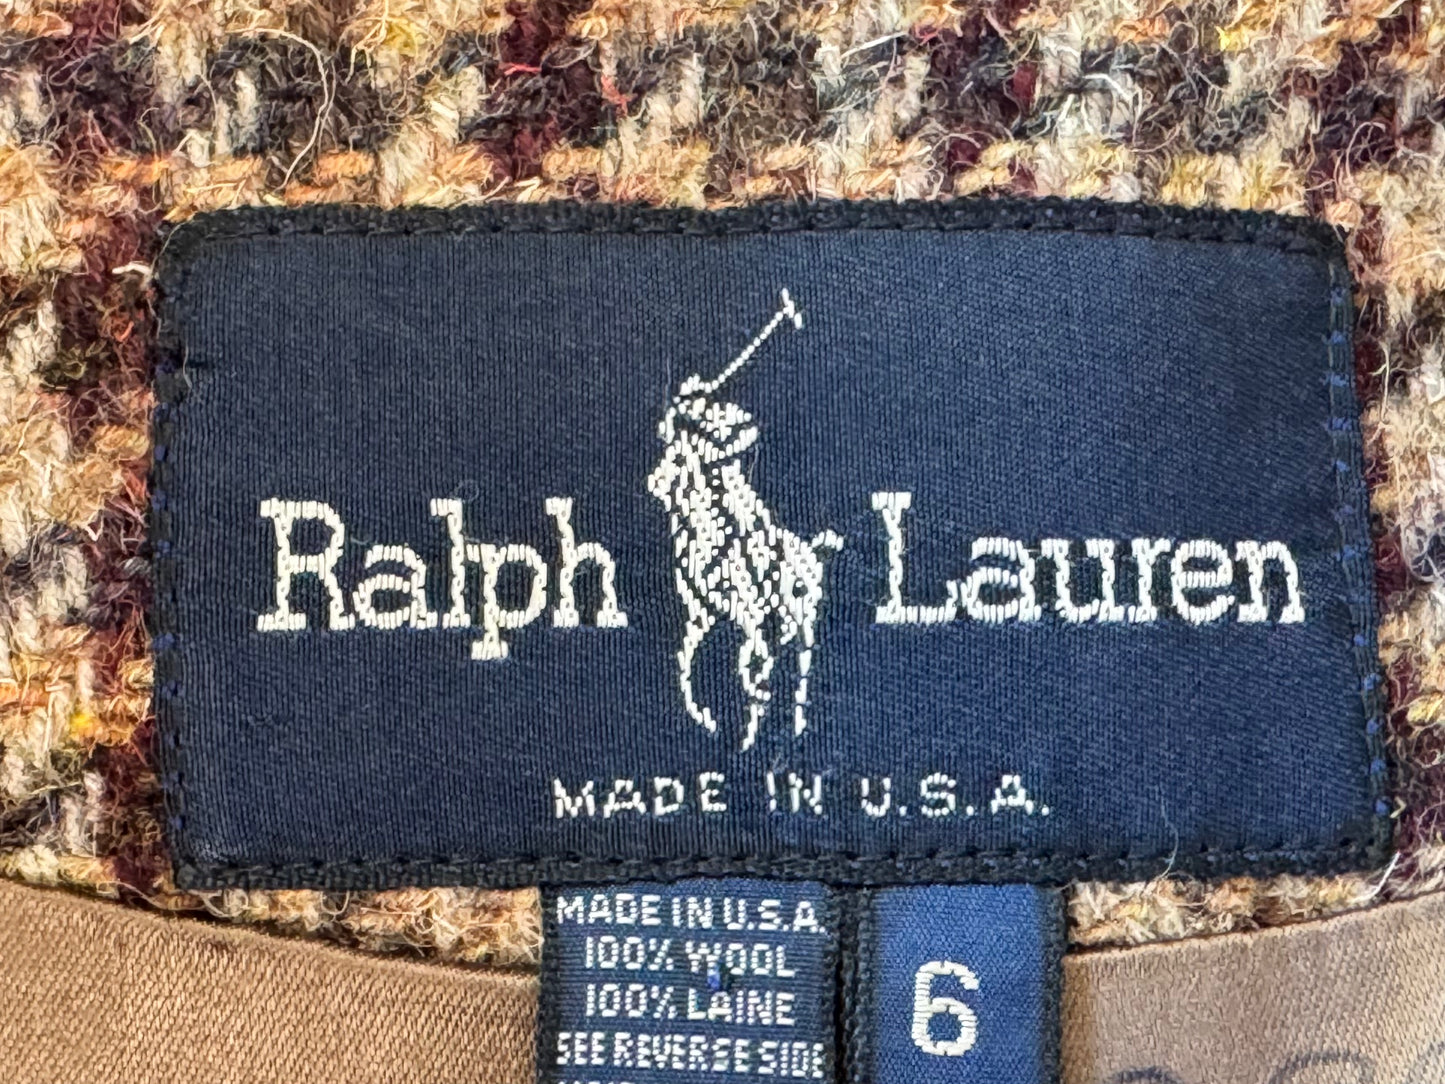 Ralph Lauren
MADE IN U.S.A.
MADE IN U.S.A.
100% WOOL
100% LAINE
SEE REVERSE SIDE
6